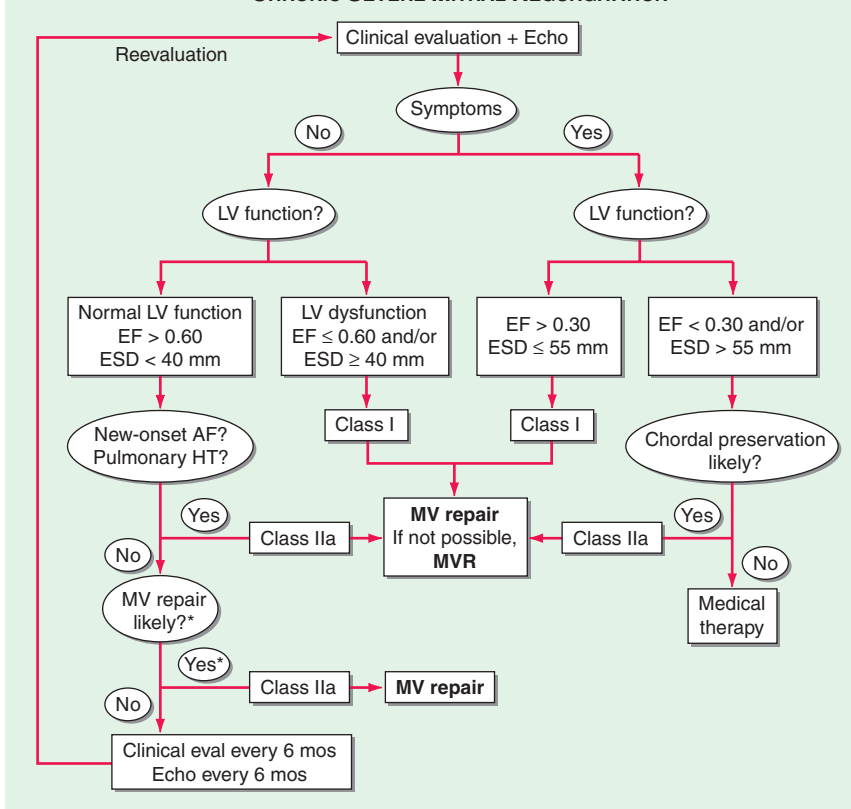 Reevaluation
Clinical evaluation + Echo
Symptoms
No
Yes
LV function?
LV function?
Normal LV function
EF > 0.60
ESD < 40 mm
LV dysfunction
EF ≤ 0.60 and/or
ESD ≥ 40 mm
EF > 0.30
ESD ≤ 55 mm
EF < 0.30 and/or
ESD > 55 mm
New-onset AF?
Pulmonary HT?
Class I
Class I
Chordal preservation
likely?
Yes
Class IIa
MV repair
If not possible,
MVR
Class IIa
Yes
No
No
MV repair
likely?*
Medical
therapy
Yes*
Class IIa
MV repair
No
Clinical eval every 6 mos
Echo every 6 mos